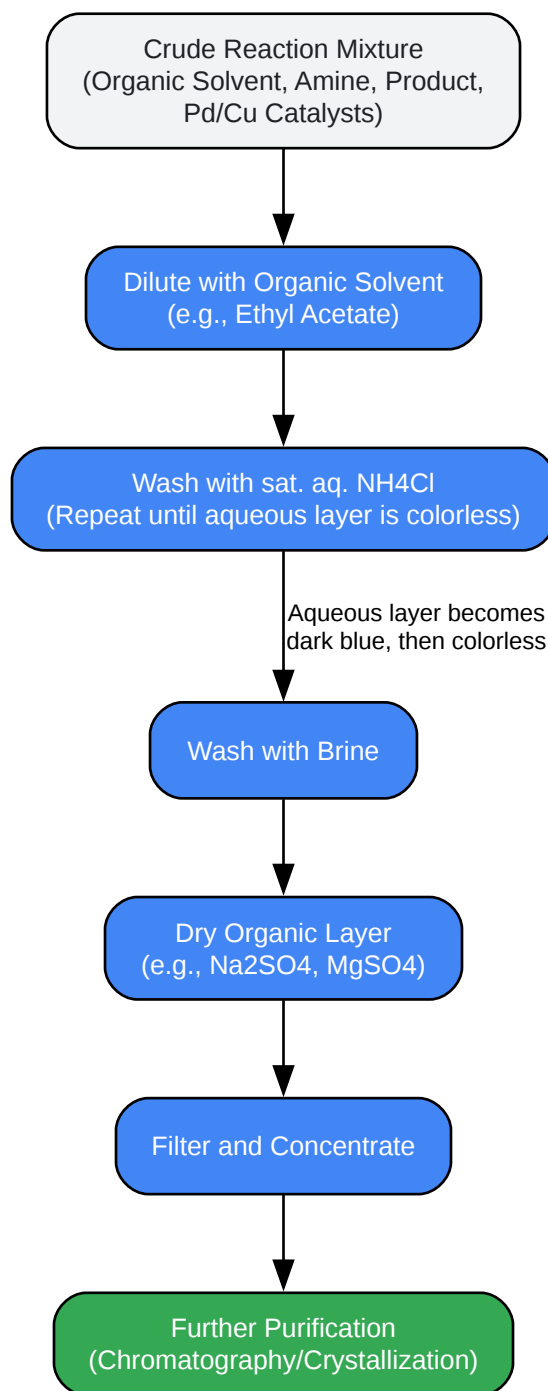 Crude Reaction Mixture
(Organic Solvent, Amine, Product,
Pd/Cu Catalysts)
Dilute with Organic Solvent
(e.g., Ethyl Acetate)
Wash with sat. aq. NH4Cl
(Repeat until aqueous layer is colorless)
Aqueous layer becomes
dark blue, then colorless
Wash with Brine
Dry Organic Layer
(e.g., Na2SO4, MgSO4)
Filter and Concentrate
Further Purification
(Chromatography/Crystallization)